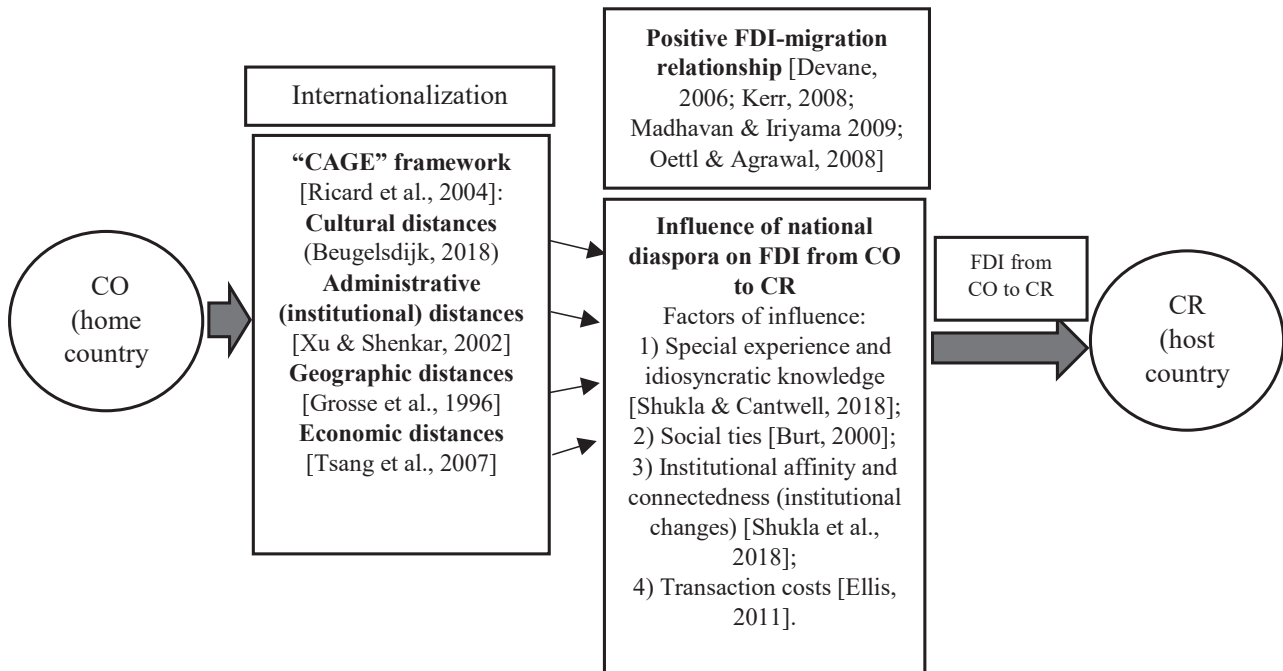 CO
(home
country
Internationalization
“CAGE” framework
[Ricard et al., 2004]:
Cultural distances
(Beugelsdijk, 2018)
Administrative
(institutional) distances
[Xu & Shenkar, 2002]
Geographic distances
[Grosse et al., 1996]
Economic distances
[Tsang et al., 2007]
Positive FDI-migration
relationship [Devane,
2006; Kerr, 2008;
Madhavan & Iriyama 2009;
Oettl & Agrawal, 2008]
Influence of national
diaspora on FDI from CO
to CR
Factors of influence:
1) Special experience and
idiosyncratic knowledge
[Shukla & Cantwell, 2018];
2) Social ties [Burt, 2000];
3) Institutional affinity and
connectedness (institutional
changes) [Shukla et al.,
2018];
4) Transaction costs [Ellis,
2011].
FDI from
CO to CR
CR
(host
country